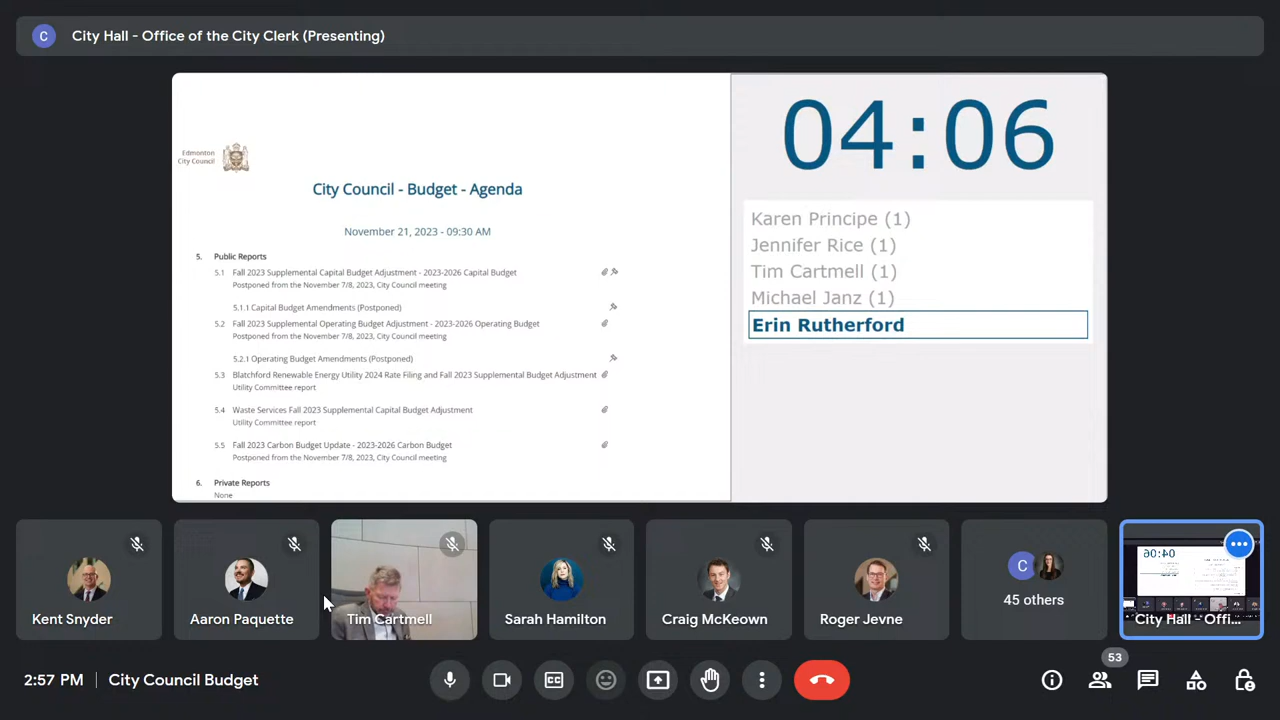 C City Hall - Office of the City Clerk (Presenting)
Edmonton
City Council
City Council - Budget - Agenda
November 21, 2023 - 09:30 AM
5. Public Reports
5.1 Fall 2023 Supplemental Capital Budget Adjustment - 2023-2026 Capital Budget
Postponed from the November 7/8, 2023, City Council meeting
5.1.1 Capital Budget Amendments (Postponed)
5.2 Fall 2023 Supplemental Operating Budget Adjustment - 2023-2026 Operating Budget
Postponed from the November 7/8, 2023, City Council meeting
5.2.1 Operating Budget Amendments (Postponed)
5.3 Blatchford Renewable Energy Utility 2024 Rate Filing and Fall 2023 Supplemental Budget Adjustment
Utility Committee report
5.4 Waste Services Fall 2023 Supplemental Capital Budget Adjustment
Utility Committee report
5.5 Fall 2023 Carbon Budget Update - 2023-2026 Carbon Budget
Postponed from the November 7/8, 2023, City Council meeting
6. Private Reports
None
04:06
Karen Principe (1)
Jennifer Rice (1)
Tim Cartmell (1)
Michael Janz (1)
Erin Rutherford
Kent Snyder
Aaron Paquette
Tim Cartmell
Sarah Hamilton
Craig McKeown
Roger Jevne
C
45 others
04:06
City Hall - Offi...
2:57 PM | City Council Budget
CC
53